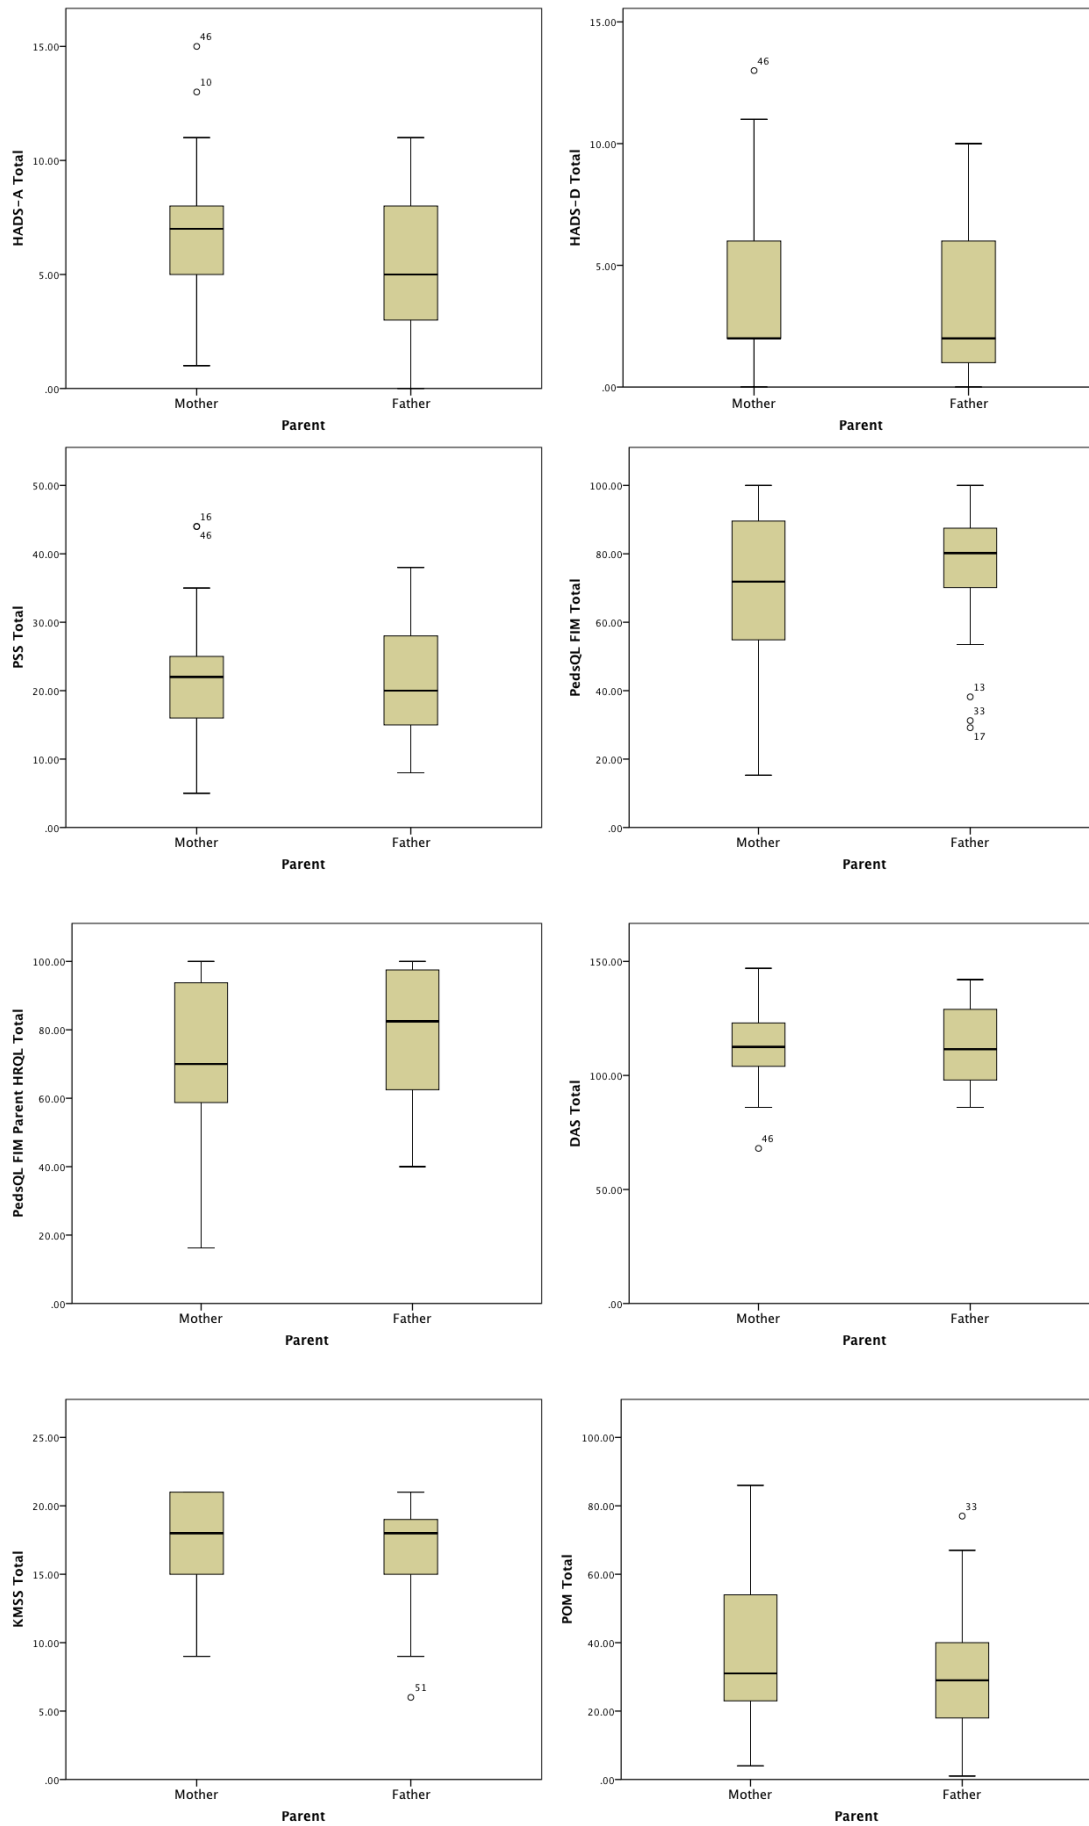 HADS-A Total
15.00
10.00
5.00
.00
46
10
Mother
Father
Parent
HADS-D Total
15.00
10.00
5.00
.00
46
Mother
Father
Parent
PSS Total
50.00
40.00
30.00
20.00
10.00
.00
16
46
Mother
Father
Parent
PedsQL FIM Total
100.00
80.00
60.00
40.00
20.00
.00
13
33
17
Mother
Father
Parent
PedsQL FIM Parent HRQL Total
100.00
80.00
60.00
40.00
20.00
.00
Mother
Father
Parent
DAS Total
150.00
100.00
50.00
.00
46
Mother
Father
Parent
KMSS Total
25.00
20.00
15.00
10.00
5.00
.00
51
Mother
Father
Parent
POM Total
100.00
80.00
60.00
40.00
20.00
.00
33
Mother
Father
Parent